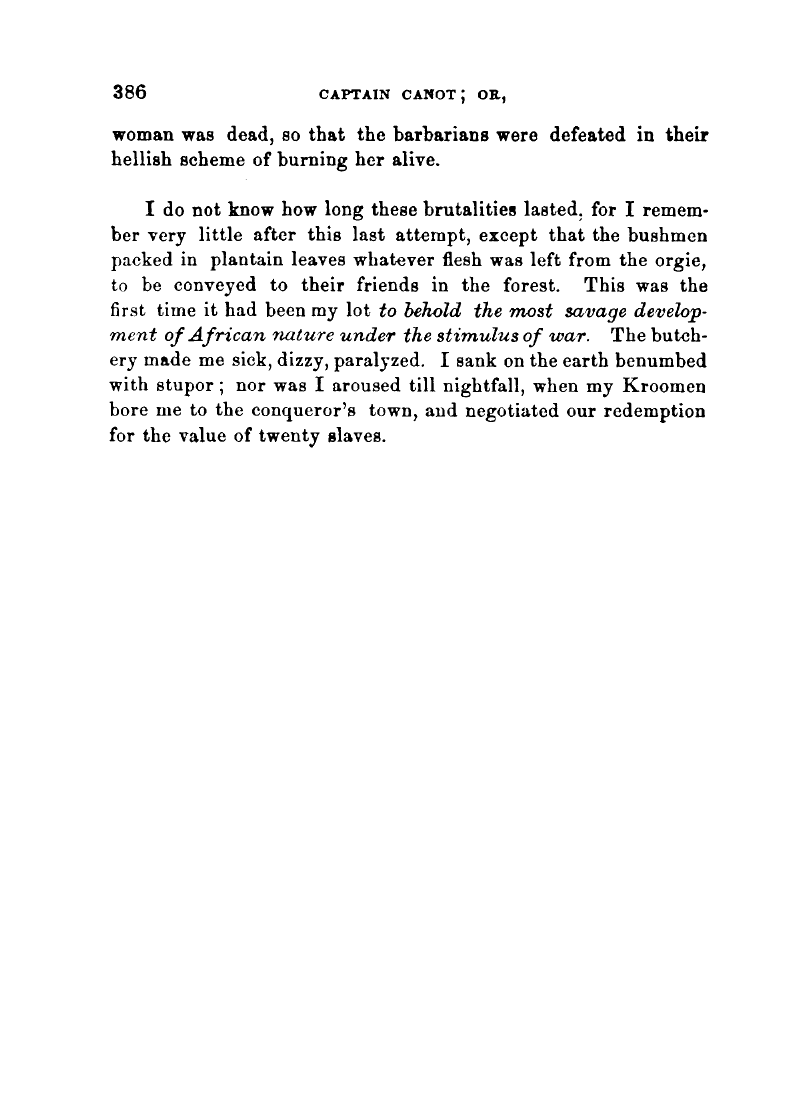 386 CAPTAIN CANOT; OR,
woman was dead, so that the barbarians were defeated in their
hellish scheme of burning her alive.
I do not know how long these brutalities lasted, for I remem-
ber very little after this last attempt, except that the bushmen
packed in plantain leaves whatever flesh was left from the orgie,
to be conveyed to their friends in the forest. This was the
first time it had been my lot to behold the most savage develop-
ment of African nature under the stimulus of war. The butch-
ery made me sick, dizzy, paralyzed. I sank on the earth benumbed
with stupor; nor was I aroused till nightfall, when my Kroomen
bore me to the conqueror's town, and negotiated our redemption
for the value of twenty slaves.